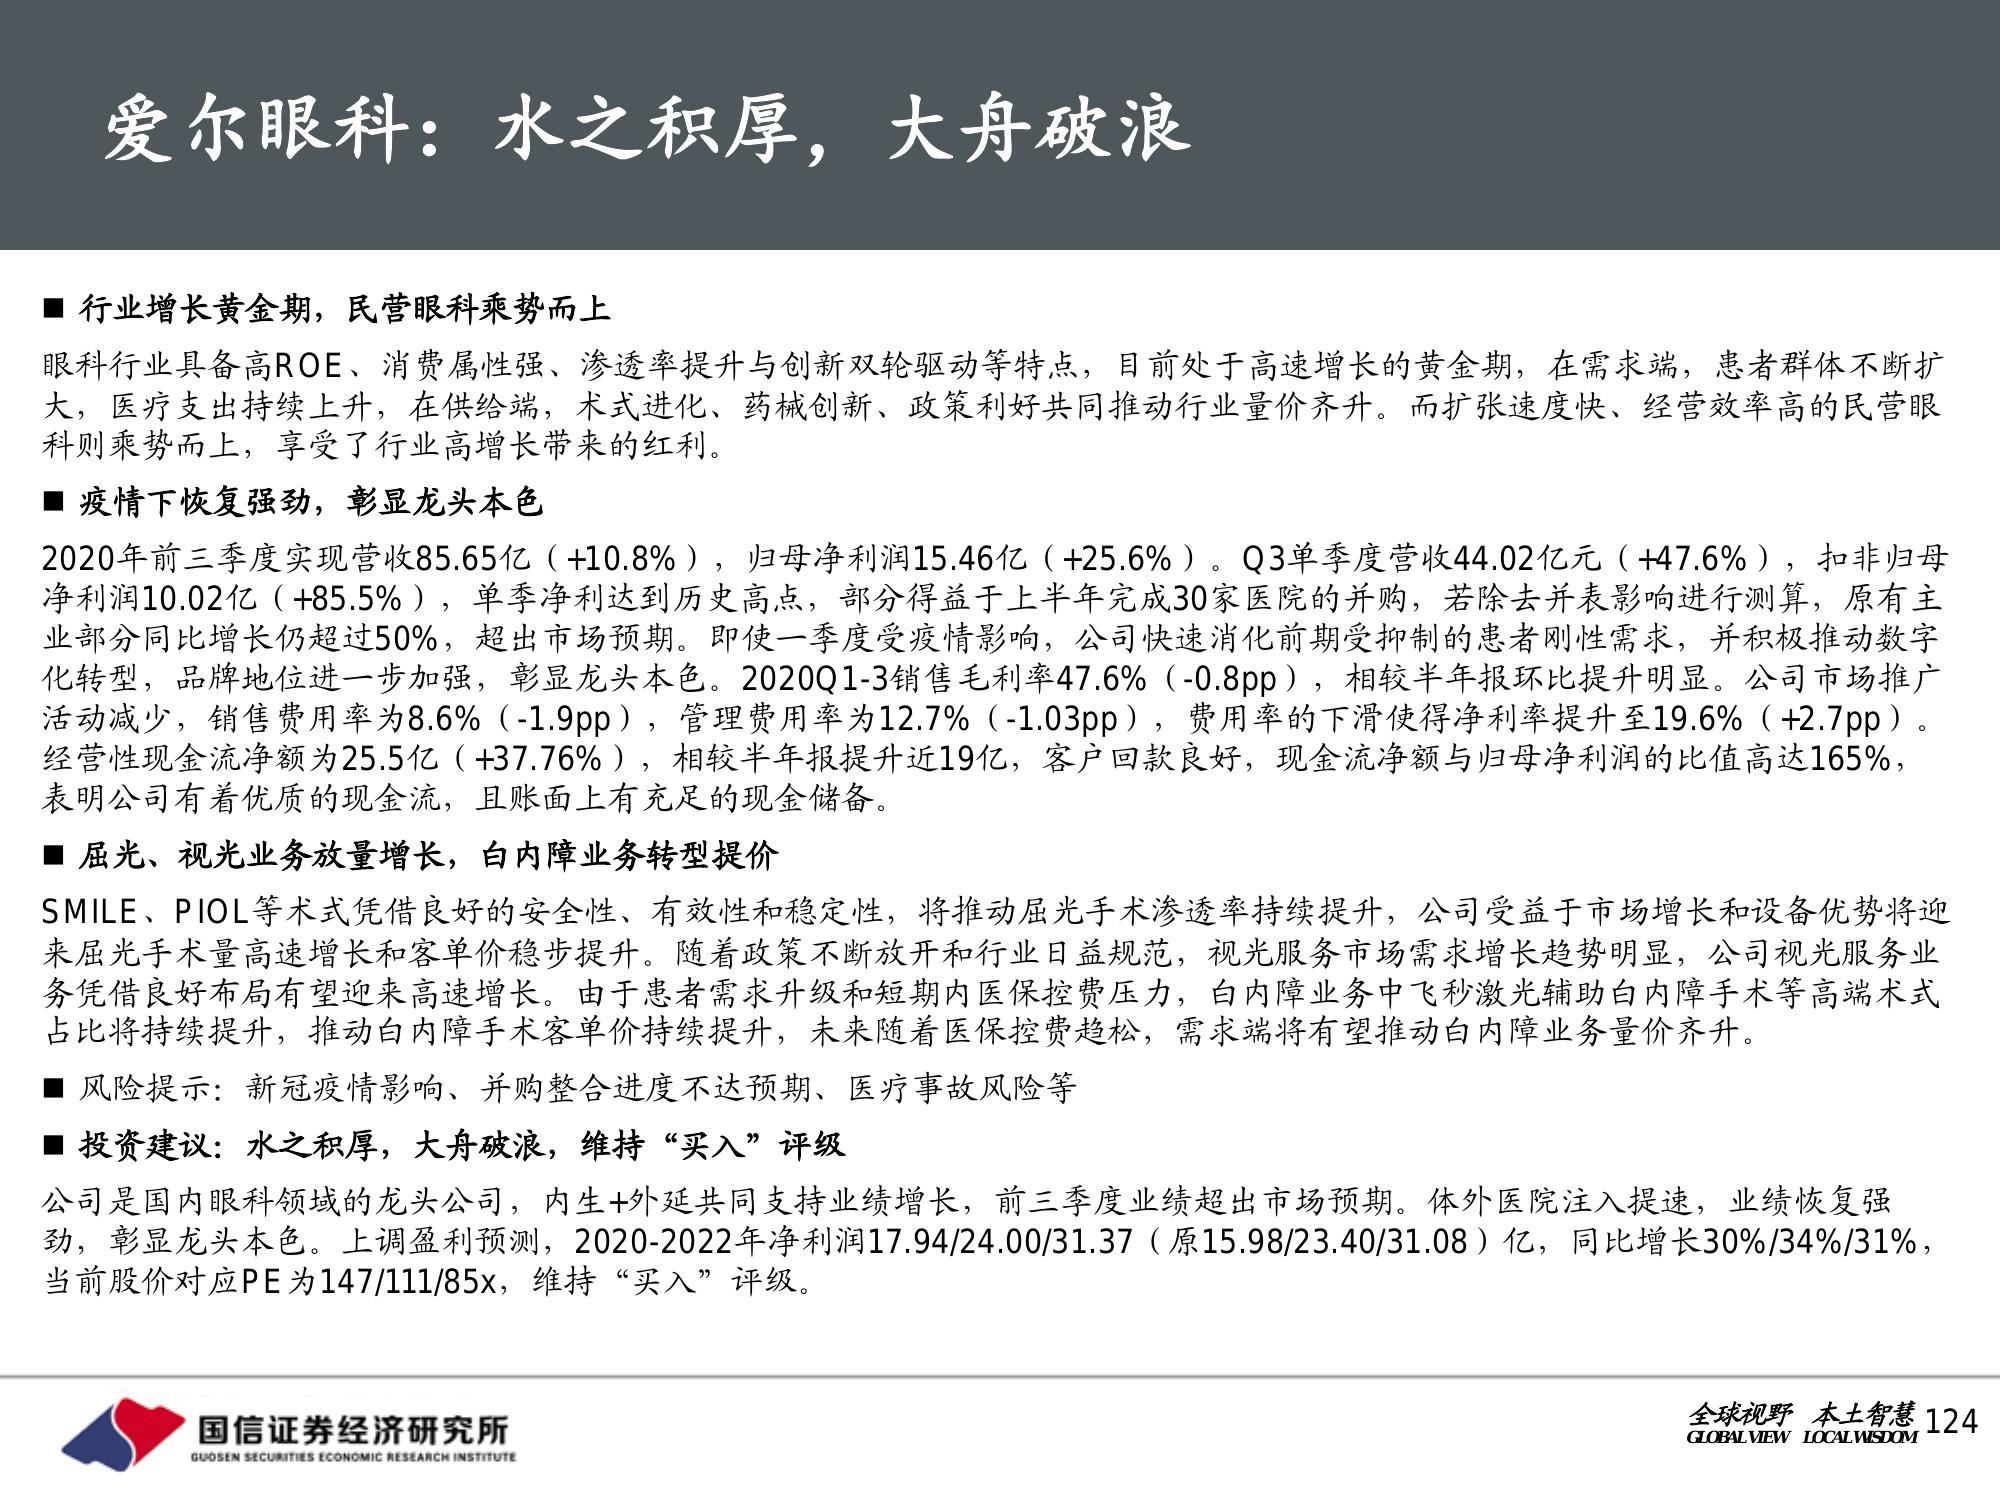 爱尔眼科：水之积厚，大舟破浪
■ 行业增长黄金期，民营眼科乘势而上
眼科行业具备高ROE、消费属性强、渗透率提升与创新双轮驱动等特点，目前处于高速增长的黄金期，在需求端，患者群体不断扩
大，医疗支出持续上升，在供给端，术式进化、药械创新、政策利好共同推动行业量价齐升。而扩张速度快、经营效率高的民营眼
科则乘势而上，享受了行业高增长带来的红利。
■ 疫情下恢复强劲，彰显龙头本色
2020年前三季度实现营收85.65亿（+10.8%），归母净利润15.46亿（+25.6%）。Q3单季度营收44.02亿元（+47.6%），扣非归母
净利润10.02亿（+85.5%），单季净利达到历史高点，部分得益于上半年完成30家医院的并购，若除去并表影响进行测算，原有主
业部分同比增长仍超过50%，超出市场预期。即使一季度受疫情影响，公司快速消化前期受抑制的患者刚性需求，并积极推动数字
化转型，品牌地位进一步加强，彰显龙头本色。2020Q1-3销售毛利率47.6%（-0.8pp），相较半年报环比提升明显。公司市场推广
活动减少，销售费用率为8.6%（-1.9pp），管理费用率为12.7%（-1.03pp），费用率的下滑使得净利率提升至19.6%（+2.7pp）。
经营性现金流净额为25.5亿（+37.76%），相较半年报提升近19亿，客户回款良好，现金流净额与归母净利润的比值高达165%，
表明公司有着优质的现金流，且账面上有充足的现金储备。
■ 屈光、视光业务放量增长，白内障业务转型提价
SMILE、PIOL等术式凭借良好的安全性、有效性和稳定性，将推动屈光手术渗透率持续提升，公司受益于市场增长和设备优势将迎
来屈光手术量高速增长和客单价稳步提升。随着政策不断放开和行业日益规范，视光服务市场需求增长趋势明显，公司视光服务业
务凭借良好布局有望迎来高速增长。由于患者需求升级和短期内医保控费压力，白内障业务中飞秒激光辅助白内障手术等高端术式
占比将持续提升，推动白内障手术客单价持续提升，未来随着医保控费趋松，需求端将有望推动白内障业务量价齐升。
■ 风险提示：新冠疫情影响、并购整合进度不达预期、医疗事故风险等
■ 投资建议：水之积厚，大舟破浪，维持“买入”评级
公司是国内眼科领域的龙头公司，内生+外延共同支持业绩增长，前三季度业绩超出市场预期。体外医院注入提速，业绩恢复强
劲，彰显龙头本色。上调盈利预测，2020-2022年净利润17.94/24.00/31.37（原15.98/23.40/31.08）亿，同比增长30%/34%/31%，
当前股价对应PE为147/111/85x，维持“买入”评级。
国信证券经济研究所
GUOSEN SECURITIES ECONOMIC RESEARCH INSTITUTE
全球视野 本土智慧
GLOBAL VIEW LOCAL WISDOM
124